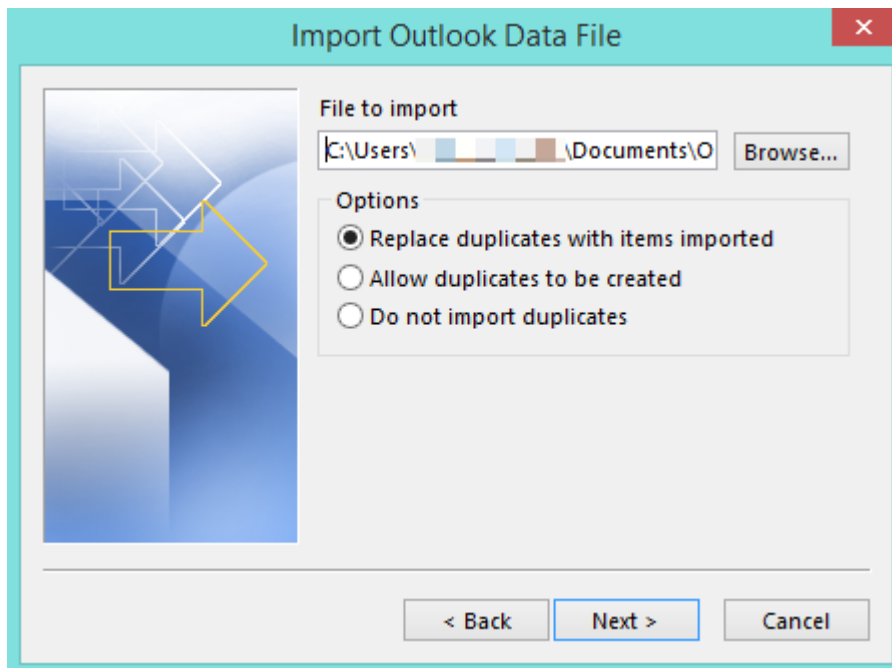 Import Outlook Data File
File to import
C:\Users\ \Documents\O
Browse...
Options
Replace duplicates with items imported
Allow duplicates to be created
Do not import duplicates
< Back
Next >
Cancel